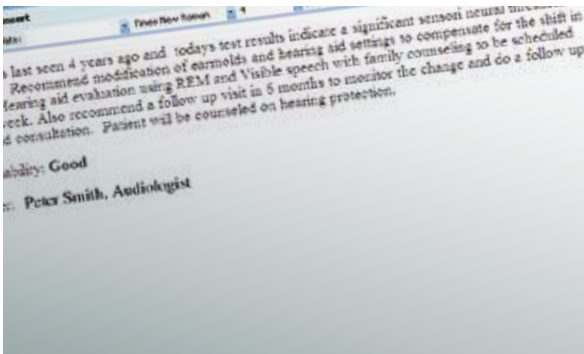 Times New Roman 9
s last seen 4 years ago and todays test results indicate a significant sensori neural
Recommend modification of earmolds and hearing aid settings to compensate for the shift in
Hearing aid evaluation using REM and Visible speech with family counseling to be scheduled
eek. Also recommend a follow up visit in 6 months to monitor the change and do a follow up
d consultation. Patient will be counseled on hearing protection.
ability: Good
Peter Smith, Audiologist